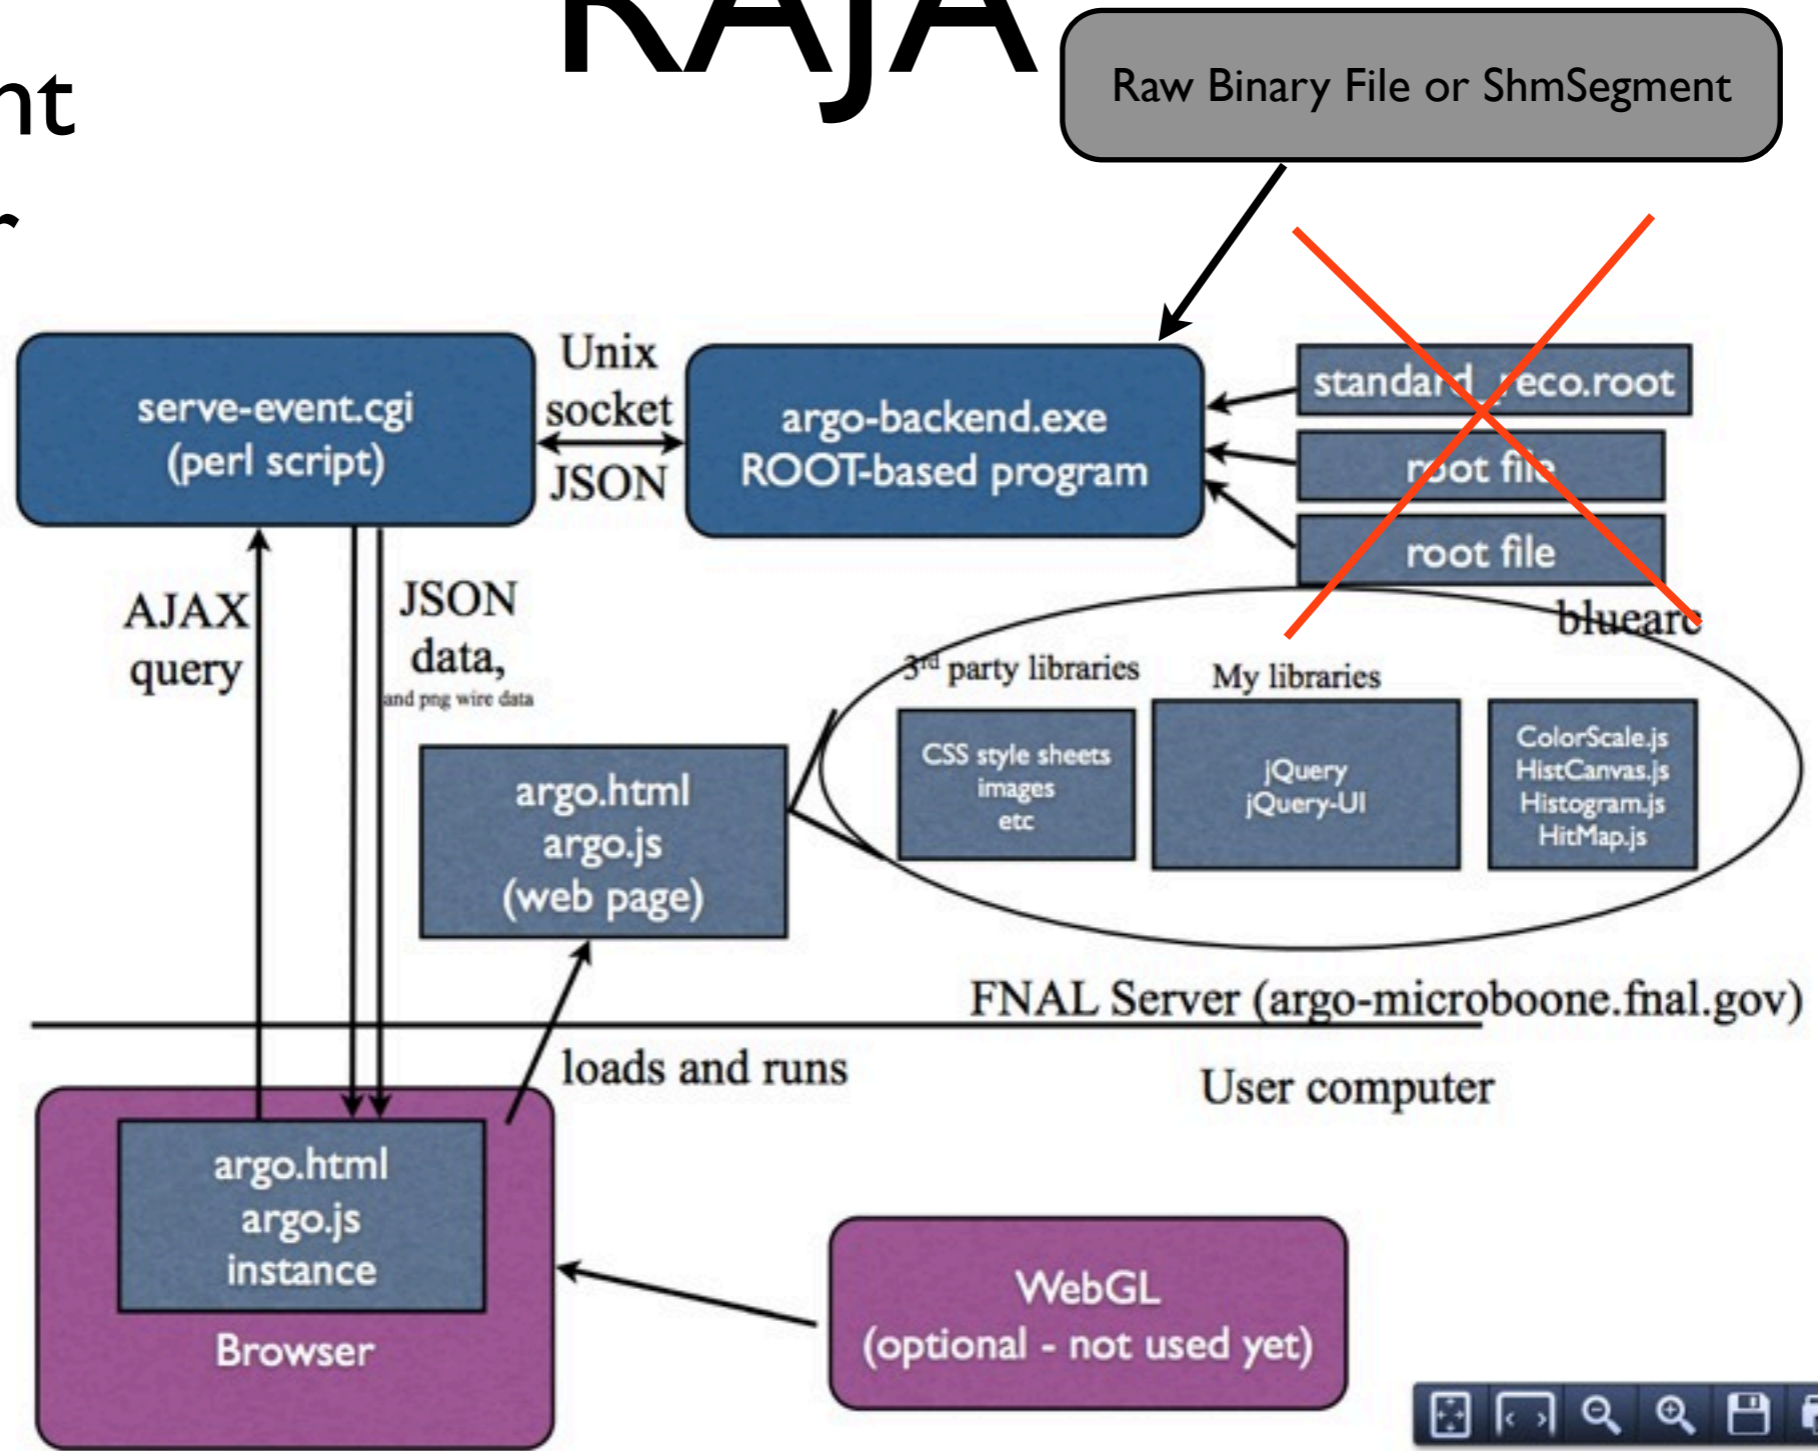 RAJA
nt
r
Raw Binary File or ShmSegment
serve-event.cgi
(perl script)
Unix
socket
JSON
argo-backend.exe
ROOT-based program
standard_reco.root
root file
root file
bluearc
AJAX
query
JSON
data,
and png wire data
3rd party libraries
My libraries
argo.html
argo.js
(web page)
CSS style sheets
images
etc
jQuery
jQuery-UI
ColorScale.js
HistCanvas.js
Histogram.js
HitMap.js
FNAL Server (argo-microboone.fnal.gov)
loads and runs
User computer
argo.html
argo.js
instance
Browser
WebGL
(optional - not used yet)